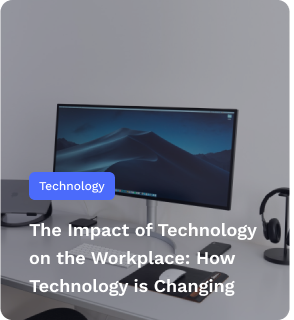 Technology
The Impact of Technology
on the Workplace: How
Technology is Changing